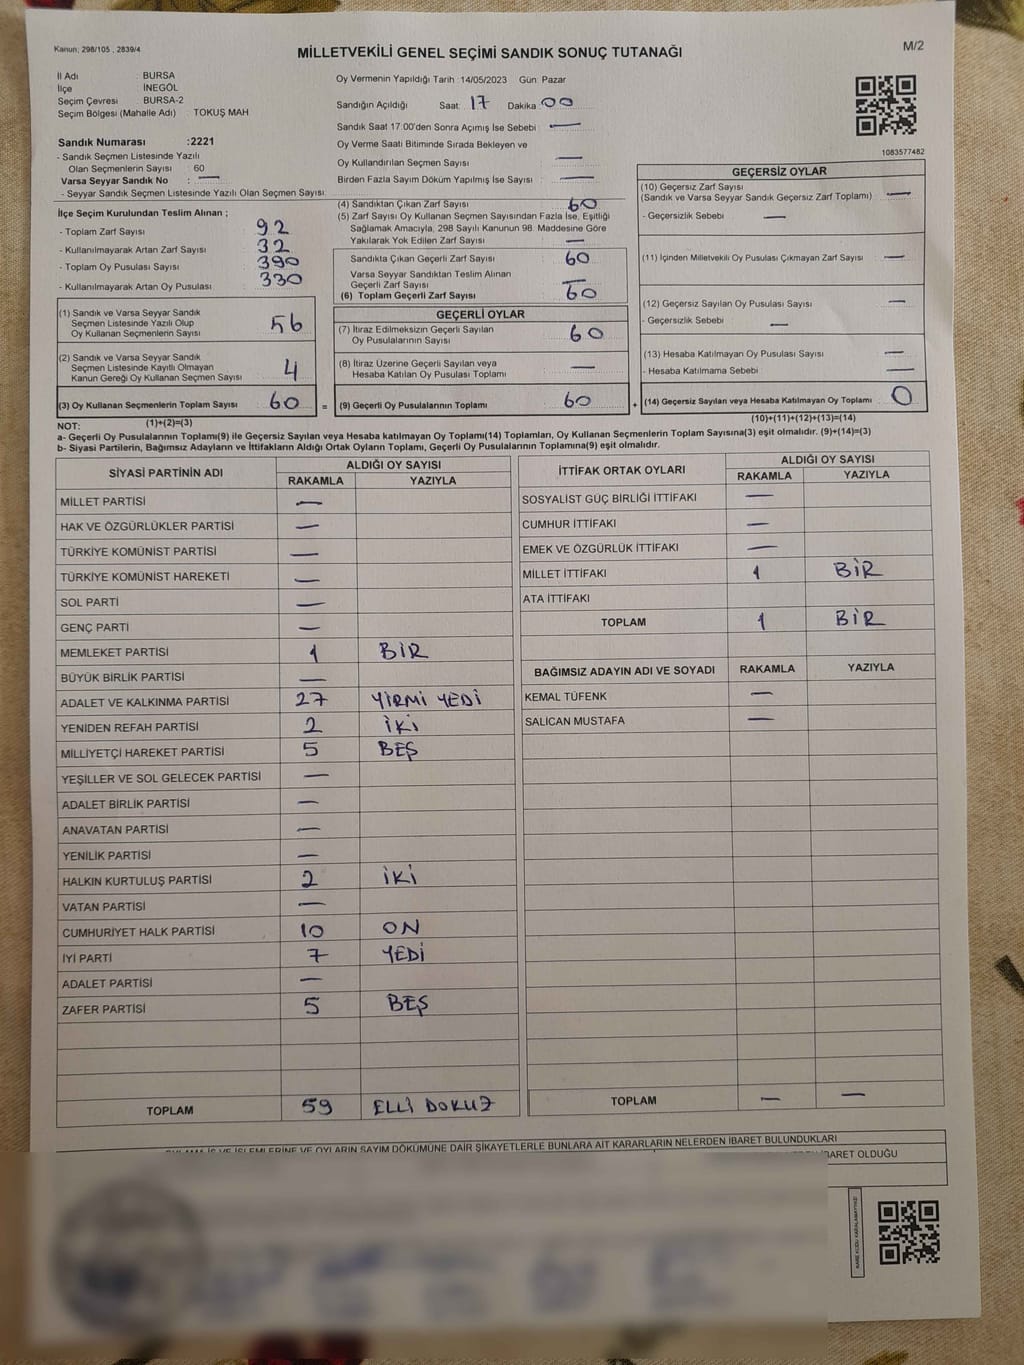 Kanun, 298/105 , 2839/4
MİLLETVEKİLİ GENEL SEÇİMİ SANDIK SONUÇ TUTANAĞI
M/2
İl Adı : BURSA
İlçe İNEGÖL
Seçim Çevresi BURSA-2
Seçim Bölgesi (Mahalle Adı) : TOKUŞ MAH
Sandık Numarası :2221
- Sandık Seçmen Listesinde Yazılı
Olan Seçmenlerin Sayısı : 60
Varsa Seyyar Sandık No : —
- Seyyar Sandık Seçmen Listesinde Yazılı Olan Seçmen Sayısı:
Oy Vermenin Yapıldığı Tarih :14/05/2023 Gün: Pazar
Sandığın Açıldığı Saat: 17 Dakika: 00
Sandık Saat 17:00'den Sonra Açımış İse Sebebi : —
Oy Verme Saati Bitiminde Sırada Bekleyen ve
Oy Kullandırılan Seçmen Sayısı —
Birden Fazla Sayım Döküm Yapılmış İse Sayısı : —
1083577482
İlçe Seçim Kurulundan Teslim Alınan ;
- Toplam Zarf Sayısı : 92
- Kullanılmayarak Artan Zarf Sayısı : 32
- Toplam Oy Pusulası Sayısı : 390
- Kullanılmayarak Artan Oy Pusulası : 330
(4) Sandıktan Çıkan Zarf Sayısı : 60
(5) Zarf Sayısı Oy Kullanan Seçmen Sayısından Fazla İse, Eşitliği
Sağlamak Amacıyla, 298 Sayılı Kanunun 98. Maddesine Göre
Yakılarak Yok Edilen Zarf Sayısı : —
Sandıkta Çıkan Geçerli Zarf Sayısı : 60
Varsa Seyyar Sandıktan Teslim Alınan
Geçerli Zarf Sayısı : —
(6) Toplam Geçerli Zarf Sayısı : 60
GEÇERSİZ OYLAR
(10) Geçersiz Zarf Sayısı
(Sandık ve Varsa Seyyar Sandık Geçersiz Zarf Toplamı) : —
- Geçersizlik Sebebi : —
(11) İçinden Milletvekili Oy Pusulası Çıkmayan Zarf Sayısı : —
(12) Geçersiz Sayılan Oy Pusulası Sayısı : —
- Geçersizlik Sebebi : —
(13) Hesaba Katılmayan Oy Pusulası Sayısı : —
- Hesaba Katılmama Sebebi : —
(14) Geçersiz Sayılan veya Hesaba Katılmayan Oy Toplamı : 0
(10)+(11)+(12)+(13)=(14)
(1) Sandık ve Varsa Seyyar Sandık
Seçmen Listesinde Yazılı Olup
Oy Kullanan Seçmenlerin Sayısı : 56
(2) Sandık ve Varsa Seyyar Sandık
Seçmen Listesinde Kayıtlı Olmayan
Kanun Gereği Oy Kullanan Seçmen Sayısı : 4
(3) Oy Kullanan Seçmenlerin Toplam Sayısı : 60 =
(1)+(2)=(3)
GEÇERLİ OYLAR
(7) İtiraz Edilmeksizin Geçerli Sayılan
Oy Pusulalarının Sayısı : 60
(8) İtiraz Üzerine Geçerli Sayılan veya
Hesaba Katılan Oy Pusulası Toplamı : —
(9) Geçerli Oy Pusulalarının Toplamı : 60 +
NOT:
a- Geçerli Oy Pusulalarının Toplamı(9) ile Geçersiz Sayılan veya Hesaba katılmayan Oy Toplamı(14) Toplamları, Oy Kullanan Seçmenlerin Toplam Sayısına(3) eşit olmalıdır. (9)+(14)=(3)
b- Siyasi Partilerin, Bağımsız Adayların ve İttifakların Aldığı Ortak Oyların Toplamı, Geçerli Oy Pusulalarının Toplamına(9) eşit olmalıdır.
SİYASİ PARTİNİN ADI ALDIĞI OY SAYISI
RAKAMLA YAZIYLA
MİLLET PARTİSİ —
HAK VE ÖZGÜRLÜKLER PARTİSİ —
TÜRKİYE KOMÜNİST PARTİSİ —
TÜRKİYE KOMÜNİST HAREKETİ —
SOL PARTİ —
GENÇ PARTİ —
MEMLEKET PARTİSİ 1 BİR
BÜYÜK BİRLİK PARTİSİ —
ADALET VE KALKINMA PARTİSİ 27 YİRMİ YEDİ
YENİDEN REFAH PARTİSİ 2 İKİ
MİLLİYETÇİ HAREKET PARTİSİ 5 BEŞ
YEŞİLLER VE SOL GELECEK PARTİSİ —
ADALET BİRLİK PARTİSİ —
ANAVATAN PARTİSİ —
YENİLİK PARTİSİ —
HALKIN KURTULUŞ PARTİSİ 2 İKİ
VATAN PARTİSİ —
CUMHURİYET HALK PARTİSİ 10 ON
İYİ PARTİ 7 YEDİ
ADALET PARTİSİ —
ZAFER PARTİSİ 5 BEŞ
TOPLAM 59 ELLİ DOKUZ
İTTİFAK ORTAK OYLARI ALDIĞI OY SAYISI
RAKAMLA YAZIYLA
SOSYALİST GÜÇ BİRLİĞİ İTTİFAKI —
CUMHUR İTTİFAKI —
EMEK VE ÖZGÜRLÜK İTTİFAKI —
MİLLET İTTİFAKI 1 BİR
ATA İTTİFAKI
TOPLAM 1 BİR
BAĞIMSIZ ADAYIN ADI VE SOYADI RAKAMLA YAZIYLA
KEMAL TÜFENK —
SALİCAN MUSTAFA —
TOPLAM — —
İŞLEMLERİNE VE OYLARIN SAYIM DÖKÜMÜNE DAİR ŞİKAYETLERLE BUNLARA AİT KARARLARIN NELERDEN İBARET BULUNDUKLARI
İBARET OLDUĞU
KARE KODU KARALAMAYINIZ!